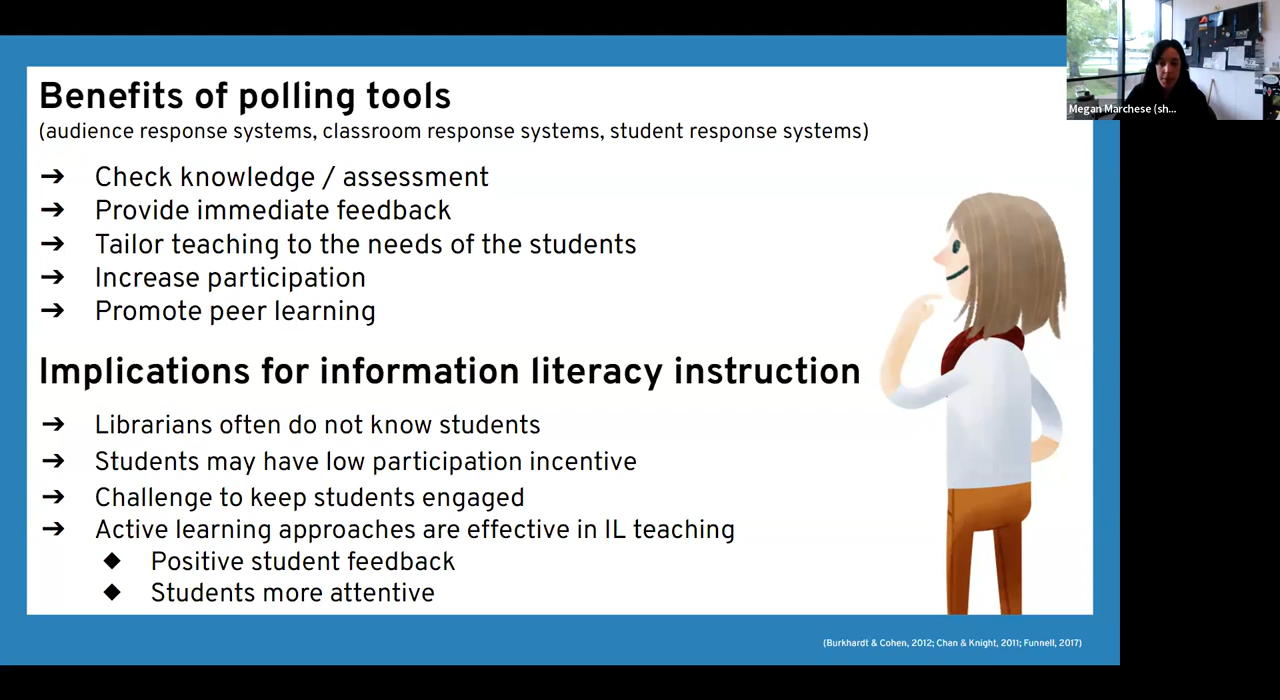 Benefits of polling tools
(audience response systems, classroom response systems, student response systems)
➔ Check knowledge / assessment
➔ Provide immediate feedback
➔ Tailor teaching to the needs of the students
➔ Increase participation
➔ Promote peer learning
Implications for information literacy instruction
➔ Librarians often do not know students
➔ Students may have low participation incentive
➔ Challenge to keep students engaged
➔ Active learning approaches are effective in IL teaching
◆ Positive student feedback
◆ Students more attentive
(Burkhardt & Cohen, 2012; Chan & Knight, 2011; Funnell, 2017)
Megan Marchese (sh...